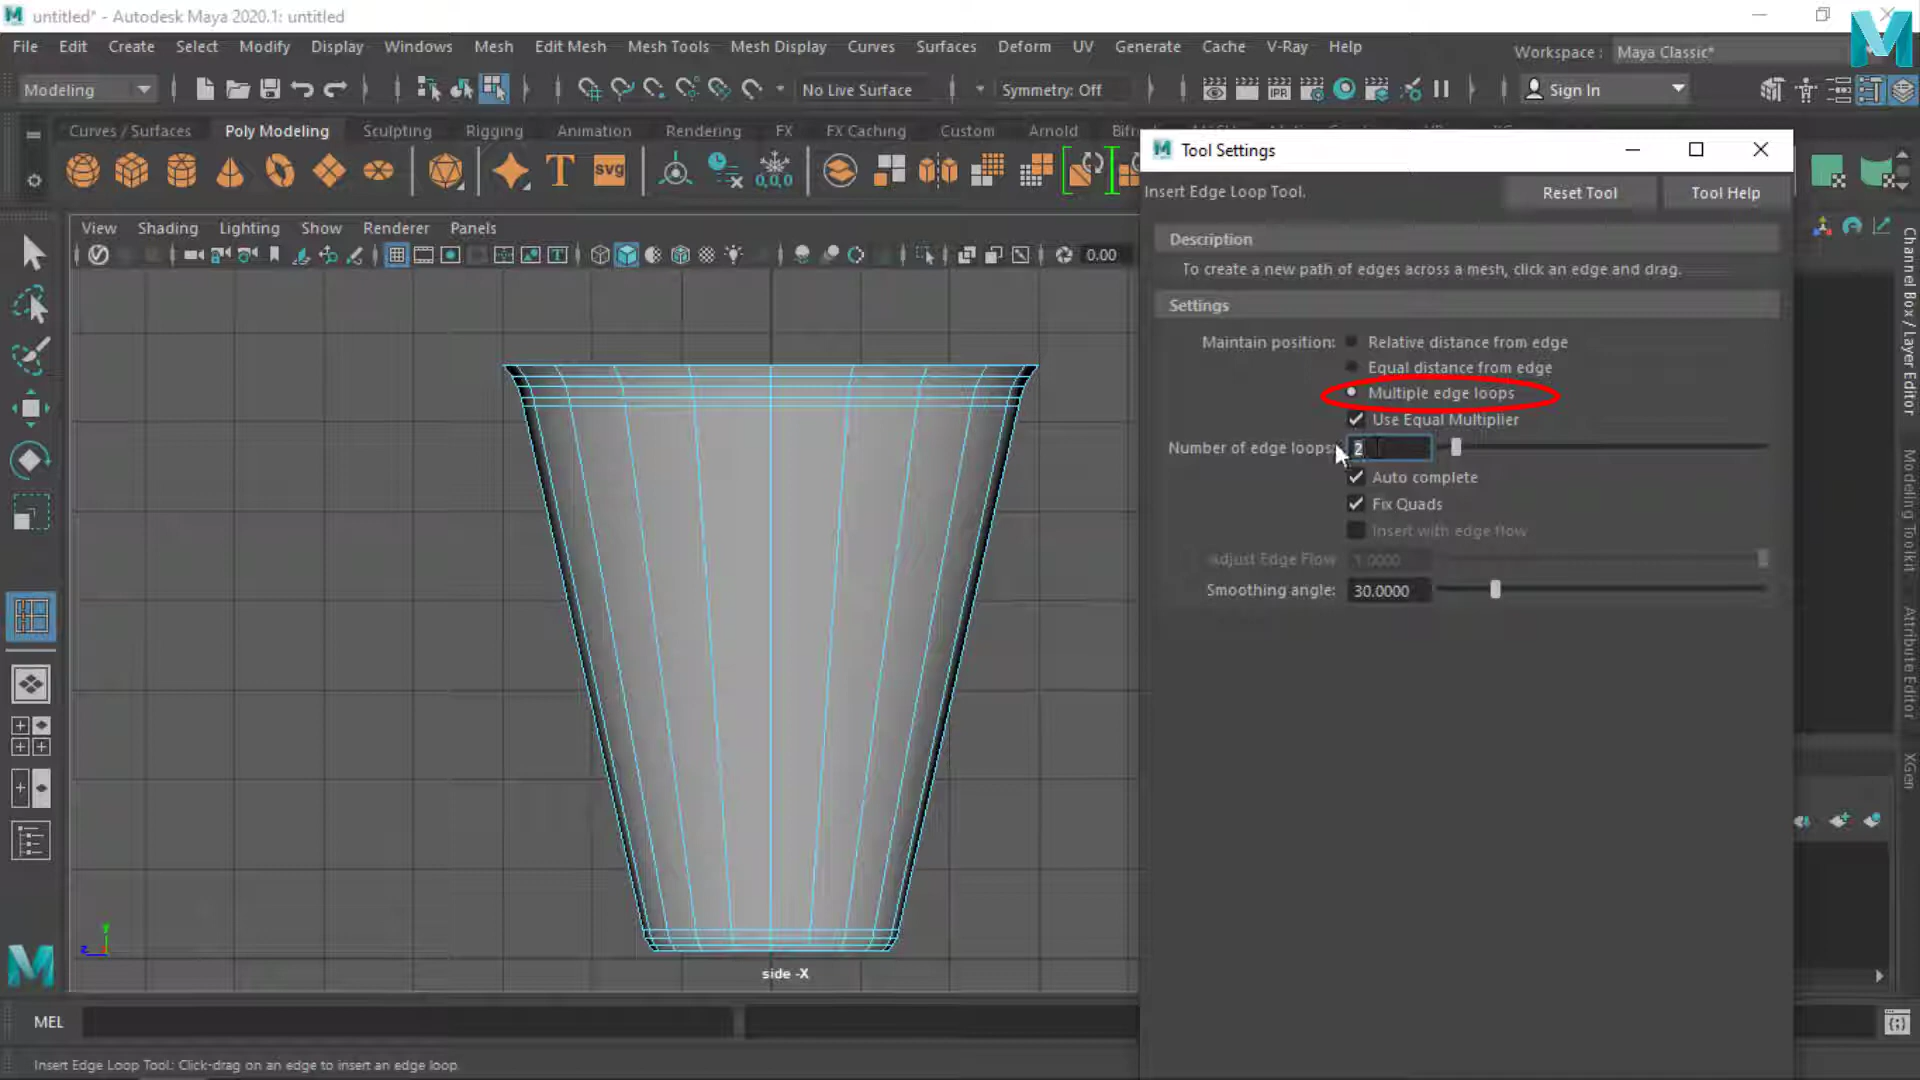 untitled* - Autodesk Maya 2020.1: untitled
File Edit Create Select Modify Display Windows Mesh Edit Mesh Mesh Tools Mesh Display Curves Surfaces Deform UV Generate Cache V-Ray Help
Workspace : Maya Classic*
Modeling No Live Surface Symmetry: Off IPR Sign In
Curves / Surfaces Poly Modeling Sculpting Rigging Animation Rendering FX FX Caching Custom Arnold
T SVG 0,0,0
View Shading Lighting Show Renderer Panels
0.00
side -X
Tool Settings
Insert Edge Loop Tool. Reset Tool Tool Help
Description
To create a new path of edges across a mesh, click an edge and drag.
Settings
Maintain position: Relative distance from edge
Equal distance from edge
Multiple edge loops
Use Equal Multiplier
Number of edge loops: 2
Auto complete
Fix Quads
Insert with edge flow
Adjust Edge Flow 1.0000
Smoothing angle: 30.0000
Channel Box / Layer Editor
Modeling Toolkit
Attribute Editor
XGen
MEL
Insert Edge Loop Tool: Click-drag on an edge to insert an edge loop